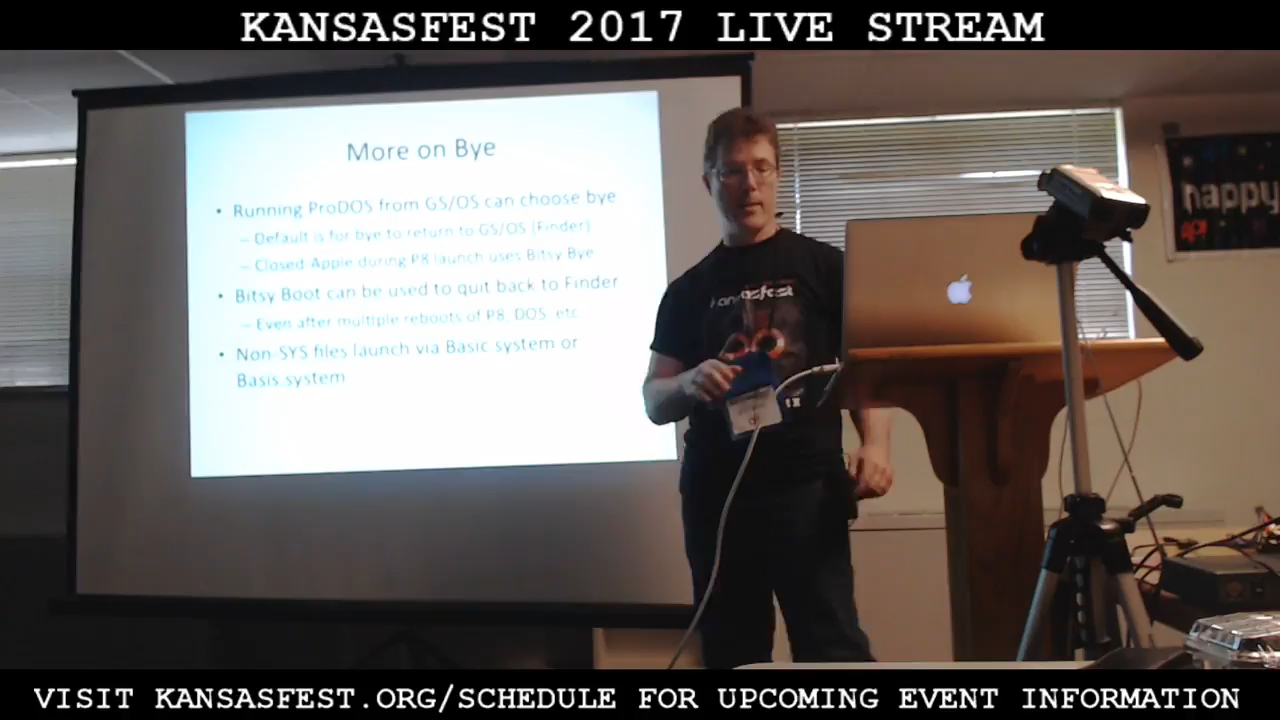 KANSASFEST 2017 LIVE STREAM
More on Bye
• Running ProDOS from GS/OS can choose bye
– Default is for bye to return to GS/OS (Finder)
– Closed Apple during P8 launch uses Bitsy Bye
• Bitsy Boot can be used to quit back to Finder
– Even after multiple reboots of P8, DOS, etc
• Non-SYS files launch via Basic system or
Basis.system
happy
KansasFest
VISIT KANSASFEST.ORG/SCHEDULE FOR UPCOMING EVENT INFORMATION